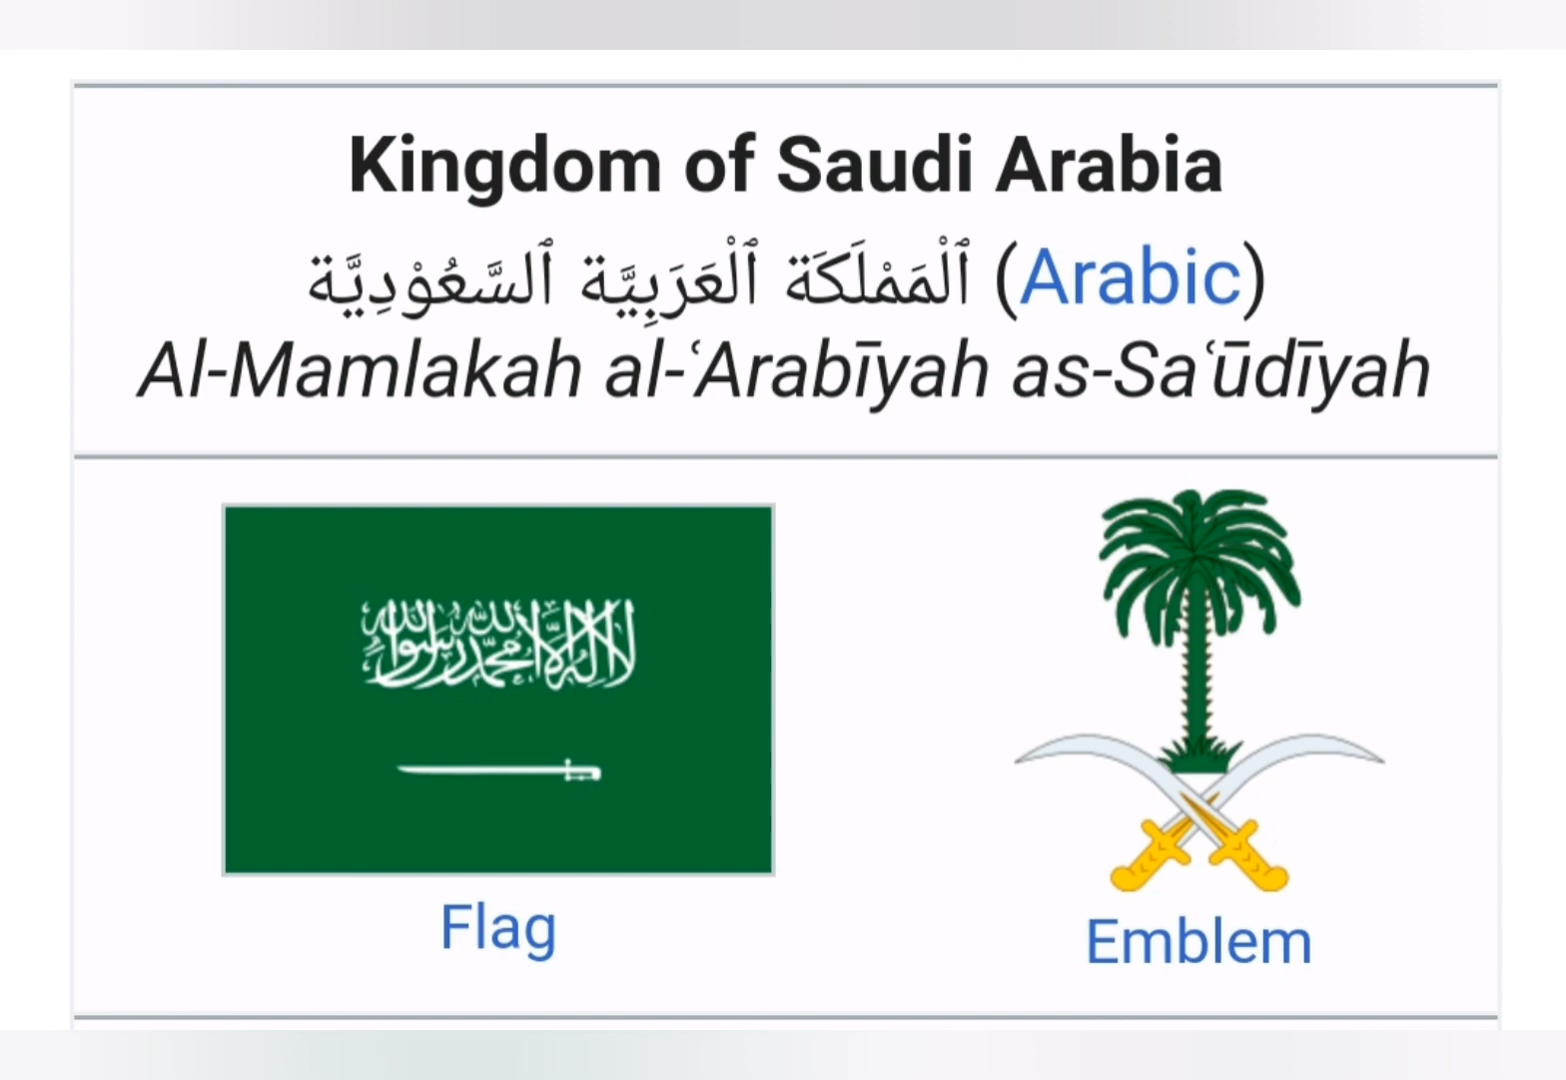 Kingdom of Saudi Arabia
ٱلْمَمْلَكَة ٱلْعَرَبِيَّة ٱلسَّعُوْدِيَّة (Arabic)
Al-Mamlakah al-ʿArabīyah as-Saʿūdīyah
لا إله إلا الله محمد رسول الله
Flag
Emblem